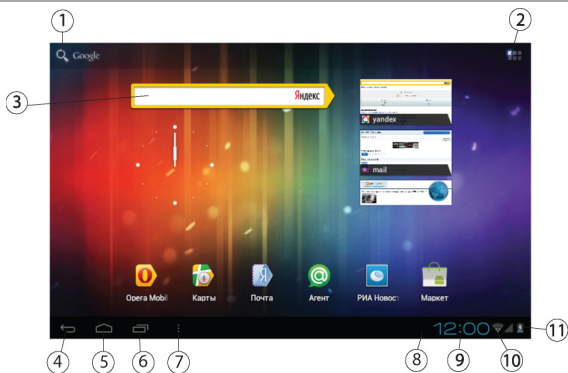 1
2
Google
3
Яндекс
yandex
mail
Opera Mobil
Карты
Почта
Агент
РИА Новост
Маркет
12:00
4
5
6
7
8
9
10
11